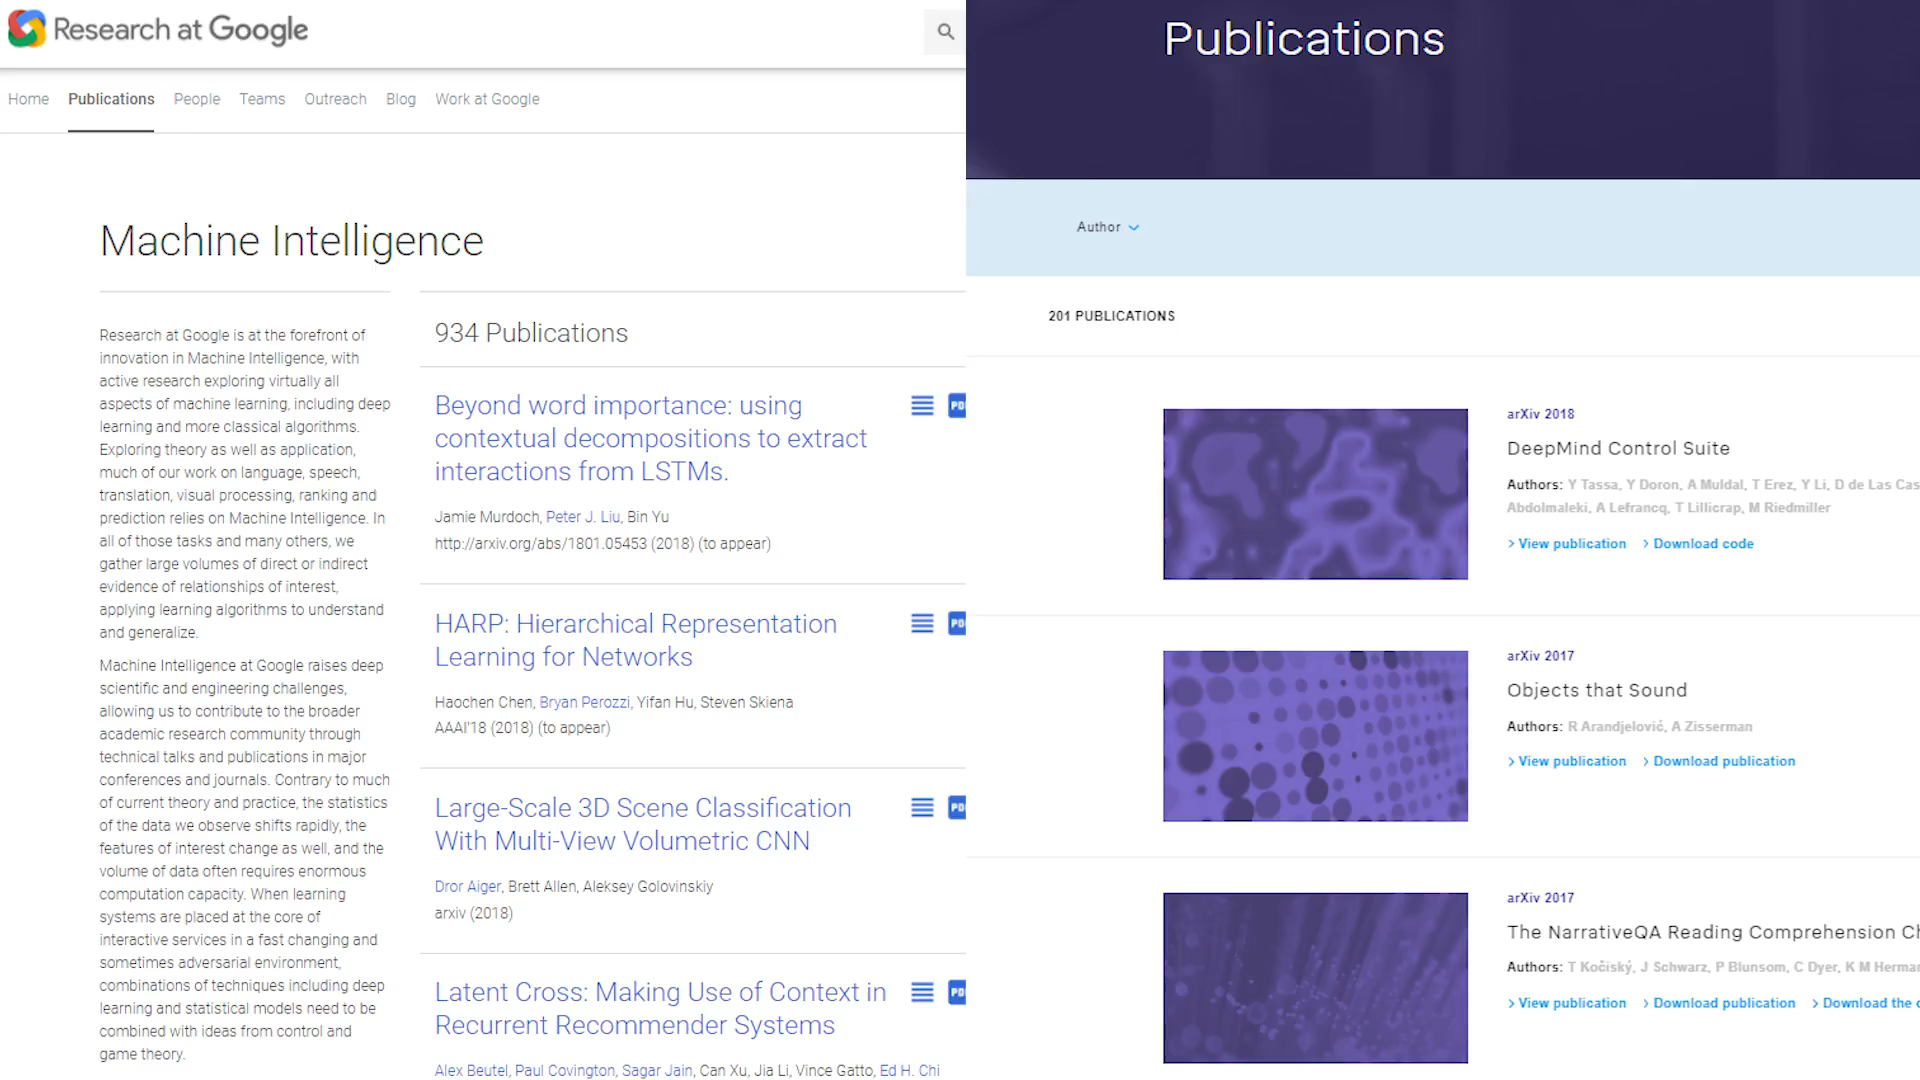 Research at Google
Home Publications People Teams Outreach Blog Work at Google
Machine Intelligence
Research at Google is at the forefront of
innovation in Machine Intelligence, with
active research exploring virtually all
aspects of machine learning, including deep
learning and more classical algorithms.
Exploring theory as well as application,
much of our work on language, speech,
translation, visual processing, ranking and
prediction relies on Machine Intelligence. In
all of those tasks and many others, we
gather large volumes of direct or indirect
evidence of relationships of interest,
applying learning algorithms to understand
and generalize.
Machine Intelligence at Google raises deep
scientific and engineering challenges,
allowing us to contribute to the broader
academic research community through
technical talks and publications in major
conferences and journals. Contrary to much
of current theory and practice, the statistics
of the data we observe shifts rapidly, the
features of interest change as well, and the
volume of data often requires enormous
computation capacity. When learning
systems are placed at the core of
interactive services in a fast changing and
sometimes adversarial environment,
combinations of techniques including deep
learning and statistical models need to be
combined with ideas from control and
game theory.
934 Publications
Beyond word importance: using
contextual decompositions to extract
interactions from LSTMs.
Jamie Murdoch, Peter J. Liu, Bin Yu
http://arxiv.org/abs/1801.05453 (2018) (to appear)
HARP: Hierarchical Representation
Learning for Networks
Haochen Chen, Bryan Perozzi, Yifan Hu, Steven Skiena
AAAI'18 (2018) (to appear)
Large-Scale 3D Scene Classification
With Multi-View Volumetric CNN
Dror Aiger, Brett Allen, Aleksey Golovinskiy
arxiv (2018)
Latent Cross: Making Use of Context in
Recurrent Recommender Systems
Alex Beutel, Paul Covington, Sagar Jain, Can Xu, Jia Li, Vince Gatto, Ed H. Chi
Publications
Author
201 PUBLICATIONS
arXiv 2018
DeepMind Control Suite
Authors: Y Tassa, Y Doron, A Muldal, T Erez, Y Li, D de Las Cas
Abdolmaleki, A Lefrancq, T Lillicrap, M Riedmiller
> View publication > Download code
arXiv 2017
Objects that Sound
Authors: R Arandjelović, A Zisserman
> View publication > Download publication
arXiv 2017
The NarrativeQA Reading Comprehension Ch
Authors: T Kočiský, J Schwarz, P Blunsom, C Dyer, K M Herma
> View publication > Download publication > Download the